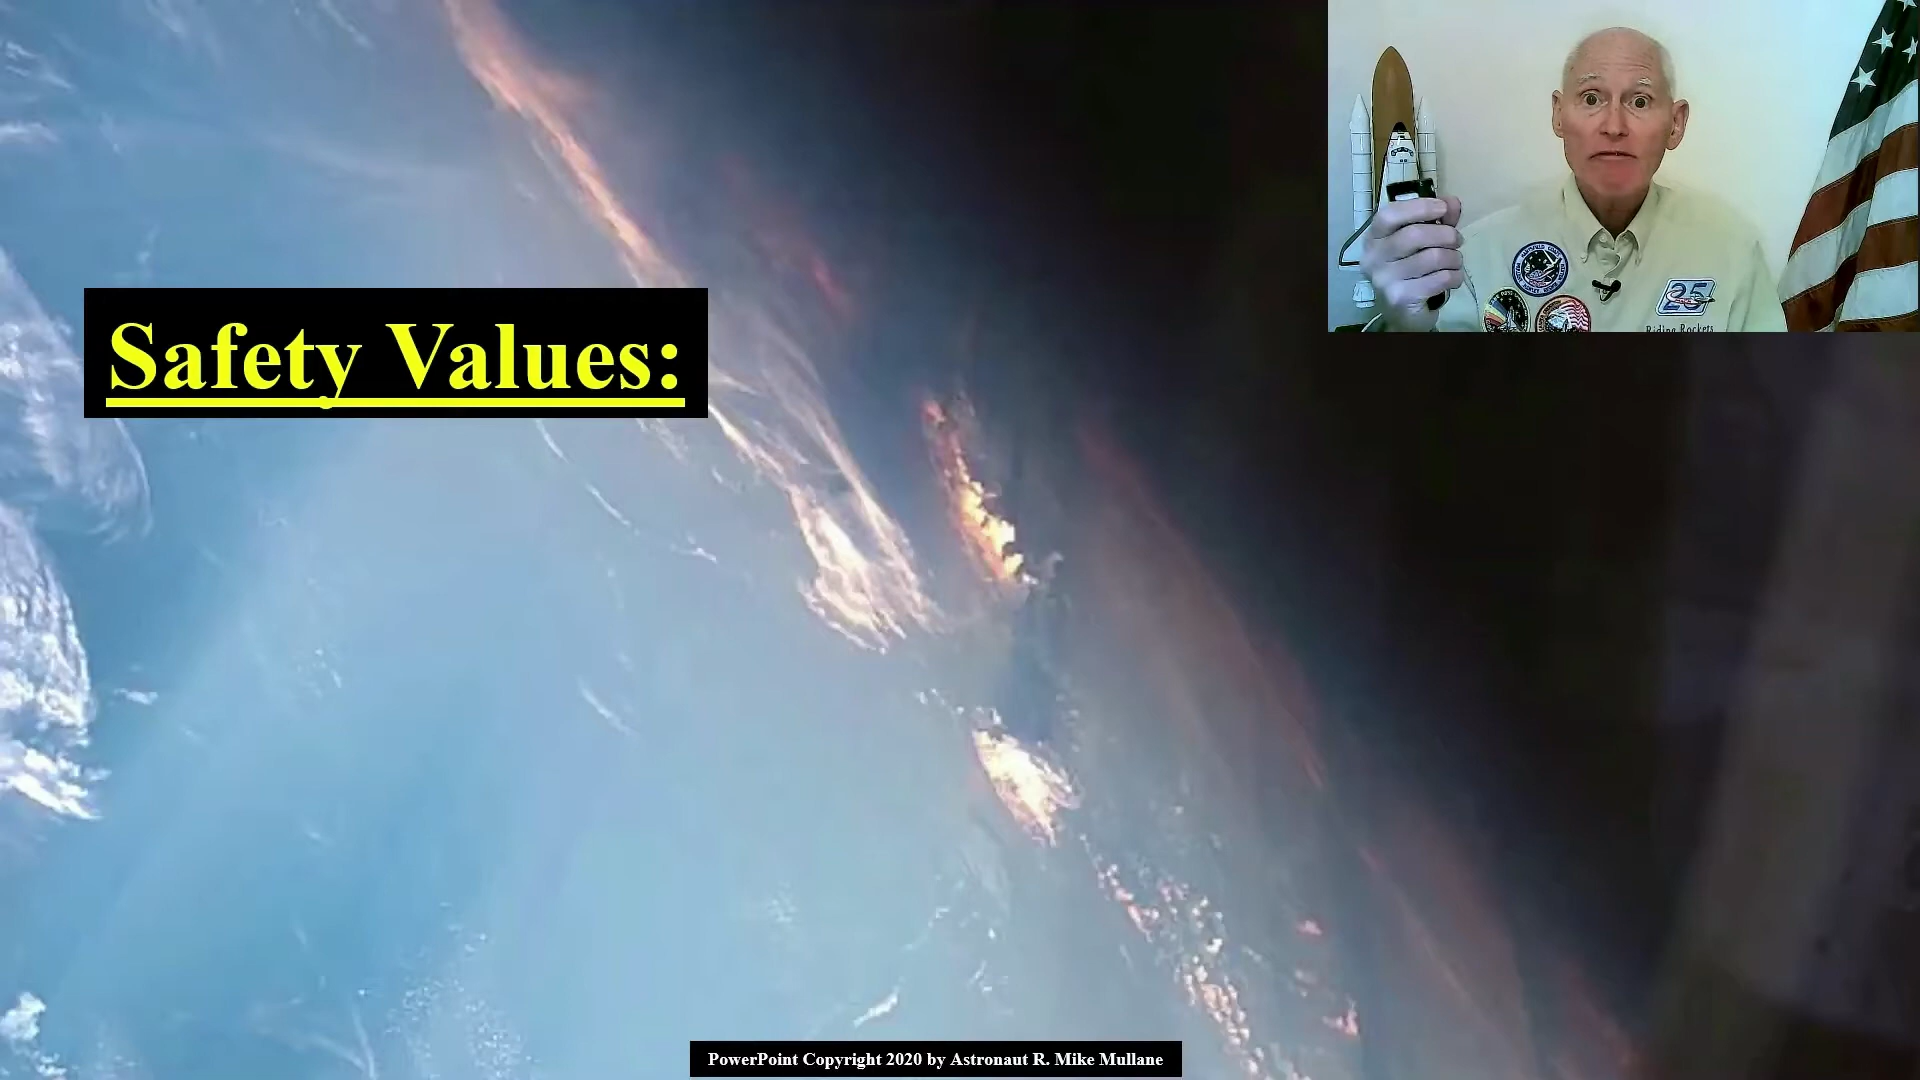 Safety Values:
25
Riding Rockets
PowerPoint Copyright 2020 by Astronaut R. Mike Mullane